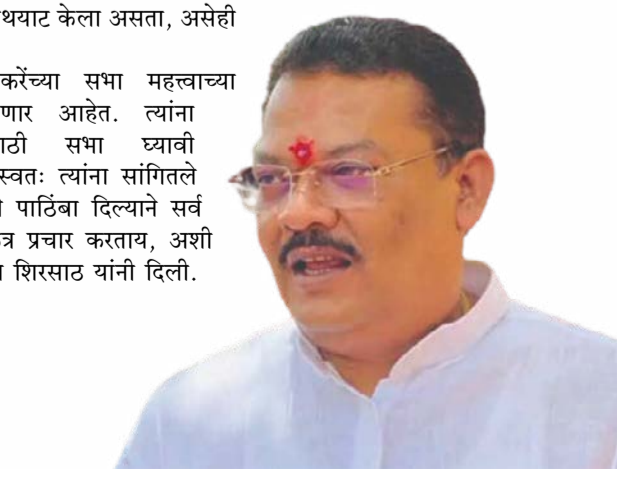 थयाट केला असता, असेही
करेंच्या सभा महत्त्वाच्या
णार आहेत. त्यांना
ाठी सभा घ्यावी
स्वतः त्यांना सांगितले
पाठिंबा दिल्याने सर्व
त्र प्रचार करताय, अशी
शिरसाठ यांनी दिली.